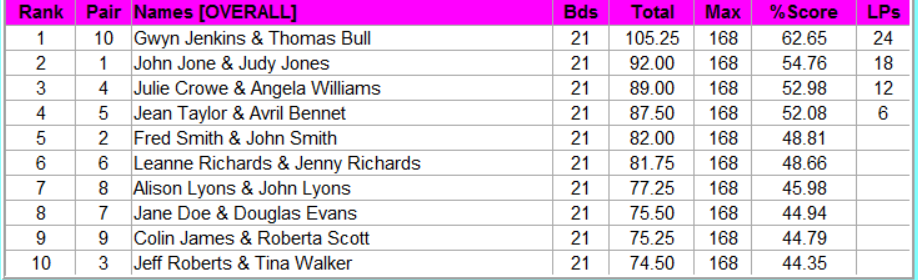 Rank Pair Names [OVERALL] Bds Total Max %Score LPs
1 10 Gwyn Jenkins & Thomas Bull 21 105.25 168 62.65 24
2 1 John Jone & Judy Jones 21 92.00 168 54.76 18
3 4 Julie Crowe & Angela Williams 21 89.00 168 52.98 12
4 5 Jean Taylor & Avril Bennet 21 87.50 168 52.08 6
5 2 Fred Smith & John Smith 21 82.00 168 48.81
6 6 Leanne Richards & Jenny Richards 21 81.75 168 48.66
7 8 Alison Lyons & John Lyons 21 77.25 168 45.98
8 7 Jane Doe & Douglas Evans 21 75.50 168 44.94
9 9 Colin James & Roberta Scott 21 75.25 168 44.79
10 3 Jeff Roberts & Tina Walker 21 74.50 168 44.35